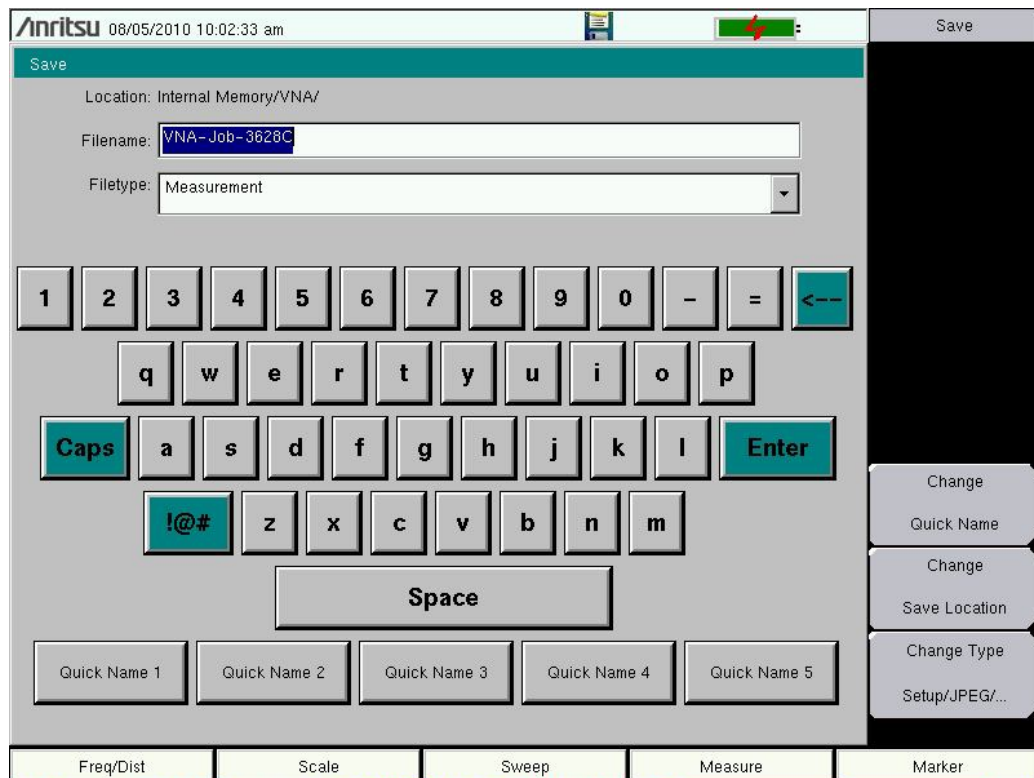 Anritsu 08/05/2010 10:02:33 am
Save
Save
Location: Internal Memory/VNA/
Filename: VNA-Job-3628C
Filetype: Measurement
1 2 3 4 5 6 7 8 9 0 - = <--
q w e r t y u i o p
Caps a s d f g h j k l Enter
!@# z x c v b n m
Space
Quick Name 1 Quick Name 2 Quick Name 3 Quick Name 4 Quick Name 5
Change
Quick Name
Change
Save Location
Change Type
Setup/JPEG/...
Freq/Dist Scale Sweep Measure Marker